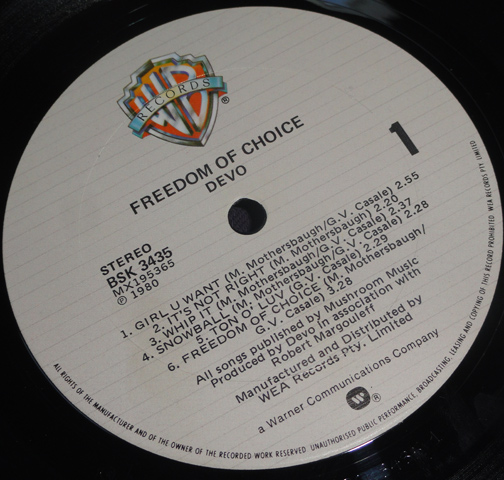 WB
RECORDS
®
FREEDOM OF CHOICE
DEVO
1
STEREO
BSK 3435
MX195365
℗ 1980
1. GIRL U WANT (M. Mothersbaugh/G.V. Casale) 2.55
2. IT'S NOT RIGHT (M. Mothersbaugh) 2.20
3. WHIP IT (M. Mothersbaugh/G.V. Casale) 2.37
4. SNOWBALL (M. Mothersbaugh/G.V. Casale) 2.28
5. TON O' LUV (G.V. Casale) 2.29
6. FREEDOM OF CHOICE (M. Mothersbaugh/
G.V. Casale) 3.28
All songs published by Mushroom Music
Produced by Devo in association with
Robert Margouleff
Manufactured and Distributed by
WEA Records Pty. Limited
a Warner Communications Company
®
ALL RIGHTS OF THE MANUFACTURER AND OF THE OWNER OF THE RECORDED WORK RESERVED UNAUTHORISED PUBLIC PERFORMANCE, BROADCASTING, LEASING AND COPYING OF THIS RECORD PROHIBITED WEA RECORDS PTY LIMITED